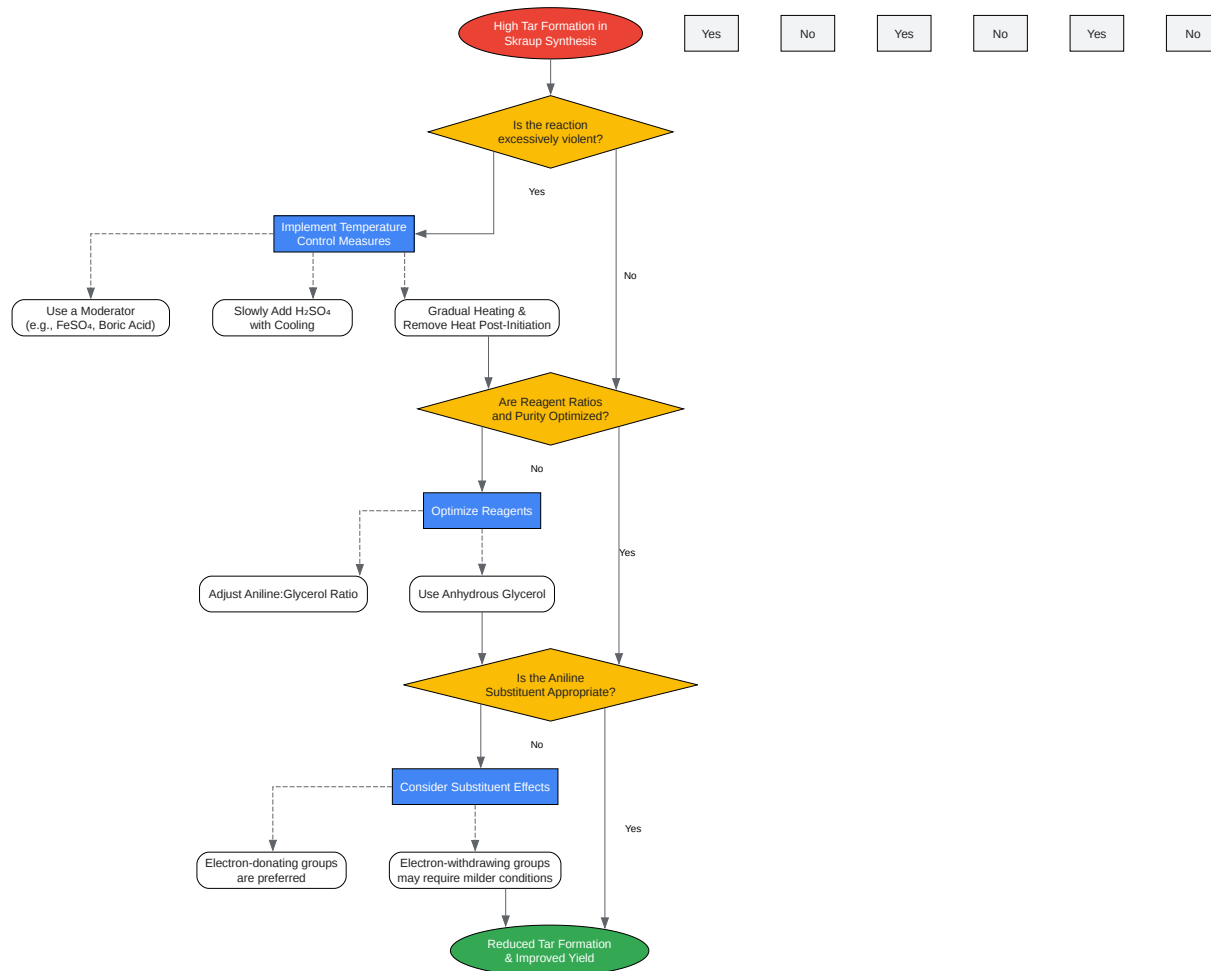 High Tar Formation in
Skraup Synthesis
Yes
No
Yes
No
Yes
No
Is the reaction
excessively violent?
Yes
Implement Temperature
Control Measures
No
Use a Moderator
(e.g., FeSO₄, Boric Acid)
Slowly Add H₂SO₄
with Cooling
Gradual Heating &
Remove Heat Post-Initiation
Are Reagent Ratios
and Purity Optimized?
No
Optimize Reagents
Yes
Adjust Aniline:Glycerol Ratio
Use Anhydrous Glycerol
Is the Aniline
Substituent Appropriate?
No
Consider Substituent Effects
Yes
Electron-donating groups
are preferred
Electron-withdrawing groups
may require milder conditions
Reduced Tar Formation
& Improved Yield